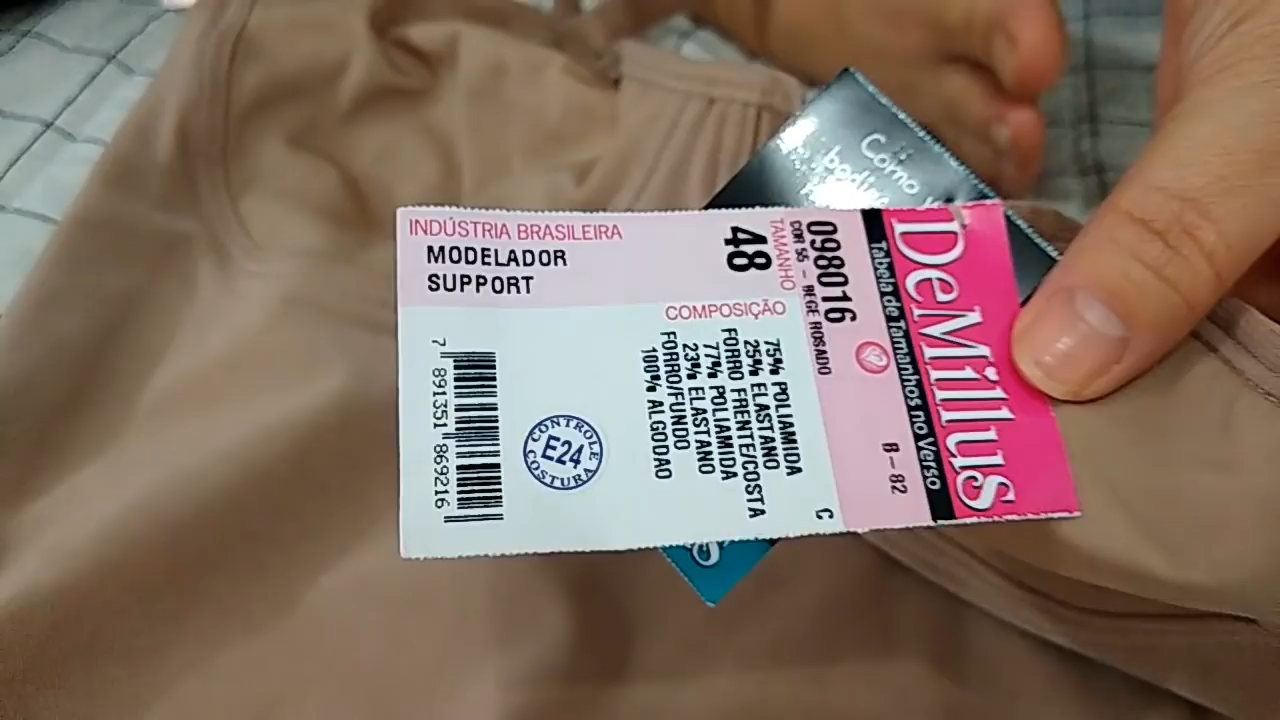 DeMillus
Tabela de Tamanhos no Verso
B-82
098016
COR 55 - BEGE ROSADO
TAMANHO
48
INDÚSTRIA BRASILEIRA
MODELADOR
SUPPORT
COMPOSIÇÃO
75% POLIAMIDA
25% ELASTANO
FORRO FRENTE/COSTA
77% POLIAMIDA
23% ELASTANO
FORRO/FUNDO
100% ALGODAO
C
CONTROLE
E24
COSTURA
7 891351 869216
Como